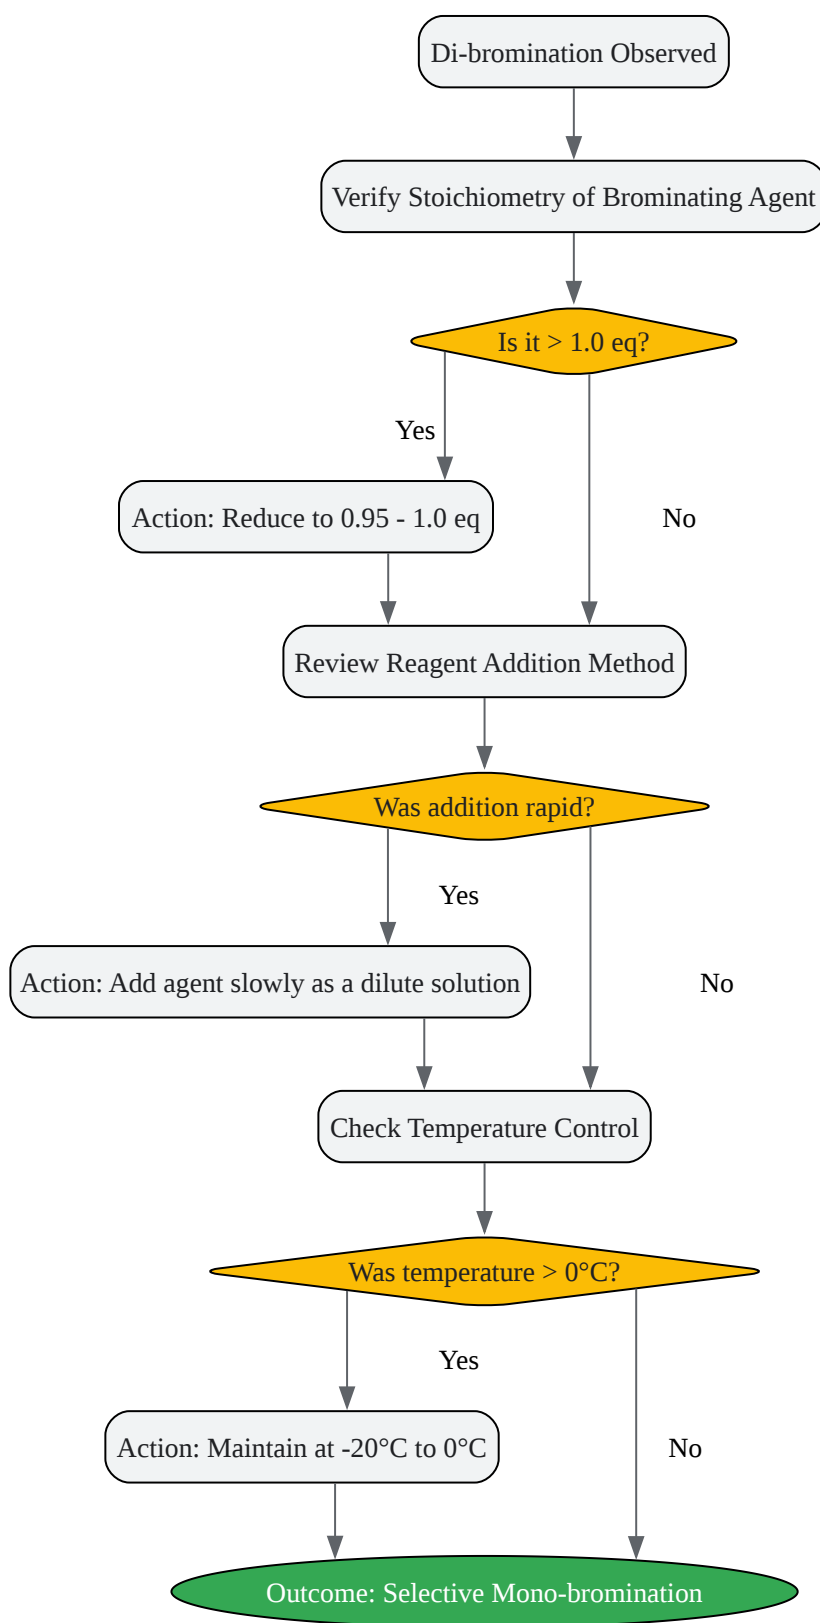 Di-bromination Observed
Verify Stoichiometry of Brominating Agent
Is it > 1.0 eq?
Yes
Action: Reduce to 0.95 - 1.0 eq
No
Review Reagent Addition Method
Was addition rapid?
Yes
Action: Add agent slowly as a dilute solution
No
Check Temperature Control
Was temperature > 0°C?
Yes
Action: Maintain at -20°C to 0°C
No
Outcome: Selective Mono-bromination